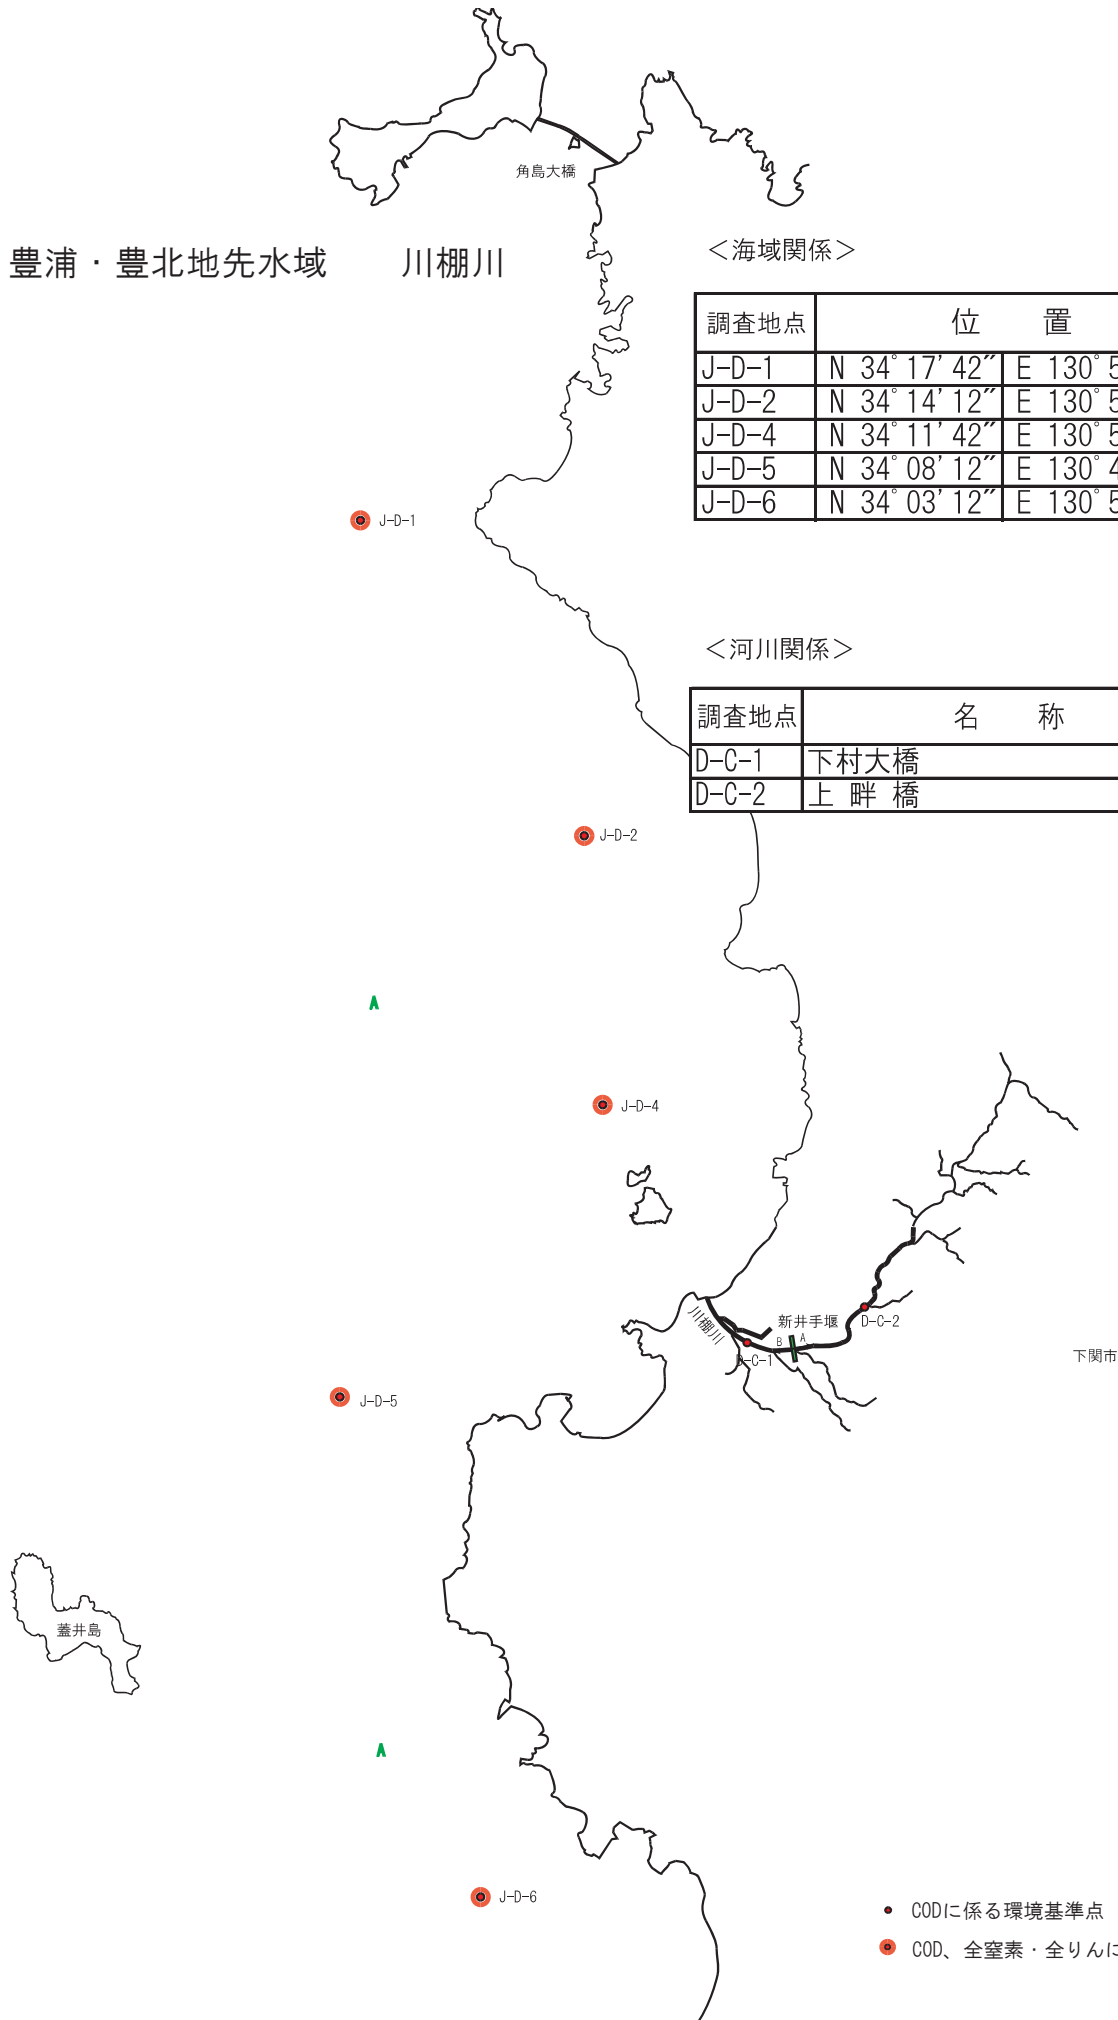 角島大橋
豊浦・豊北地先水域　　川棚川
＜海域関係＞
調査地点　位　置
J-D-1　N 34°17′42″　E 130°5
J-D-2　N 34°14′12″　E 130°5
J-D-4　N 34°11′42″　E 130°5
J-D-5　N 34°08′12″　E 130°4
J-D-6　N 34°03′12″　E 130°5
J-D-1
＜河川関係＞
調査地点　名　称
D-C-1　下村大橋
D-C-2　上 畔 橋
J-D-2
A
J-D-4
川棚川
新井手堰
D-C-2
B
A
D-C-1
下関市
J-D-5
蓋井島
A
J-D-6
CODに係る環境基準点
COD、全窒素・全りんに